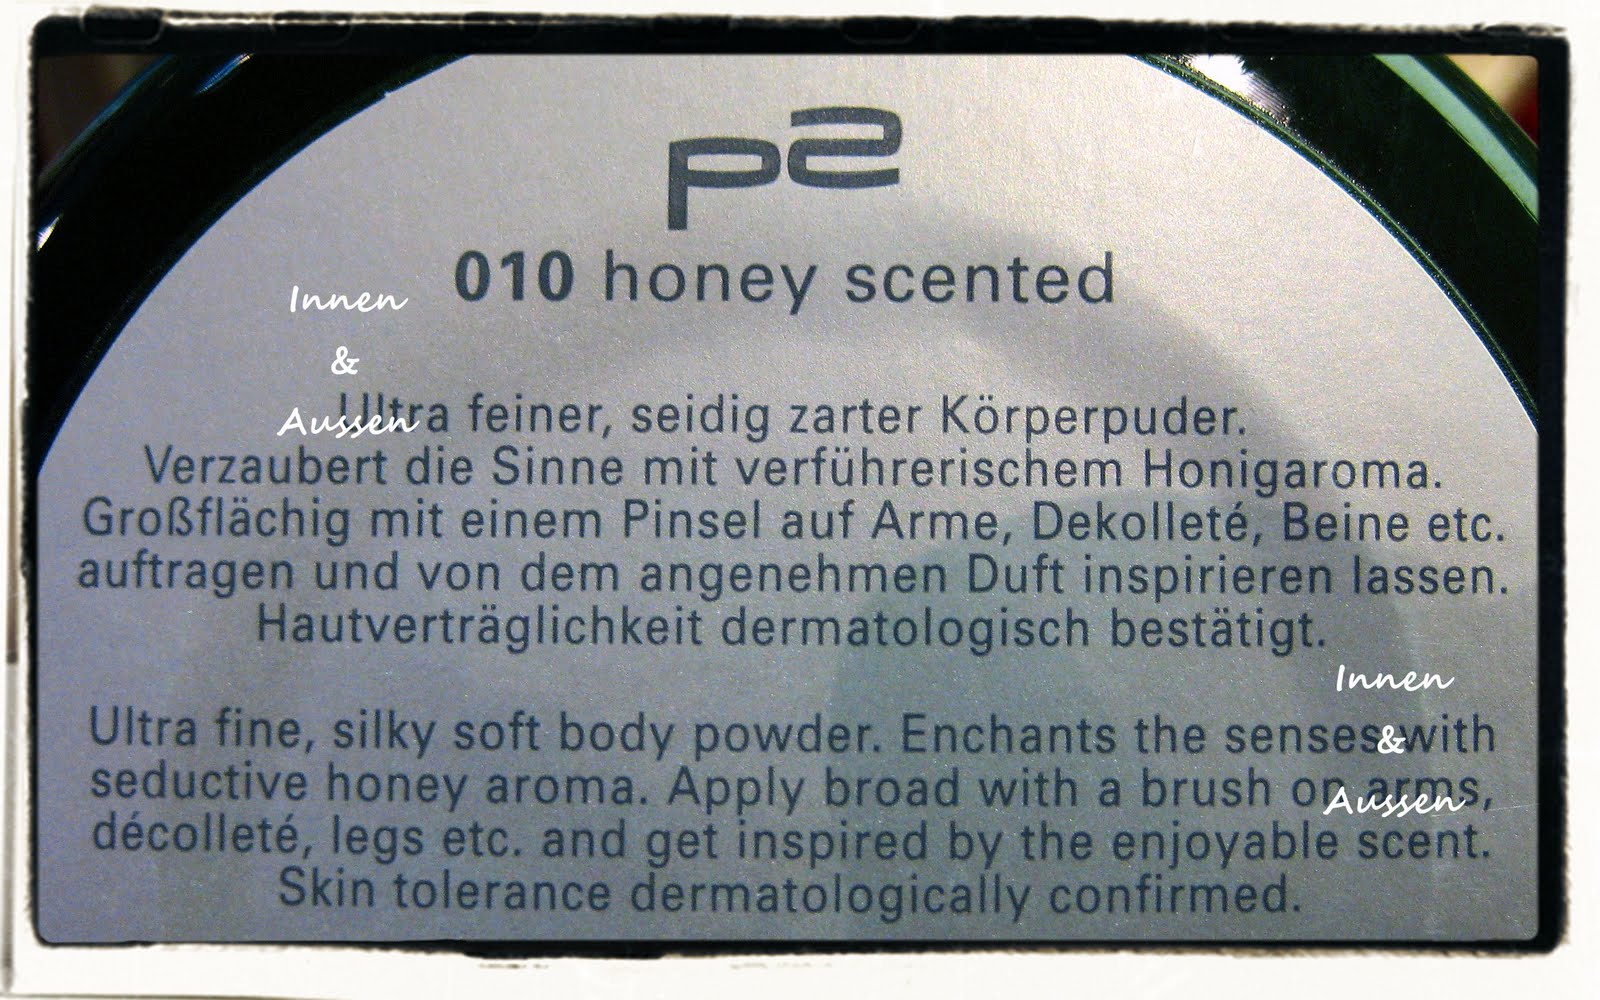 p2
010 honey scented
Innen
&
Aussen
Ultra feiner, seidig zarter Körperpuder.
Verzaubert die Sinne mit verführerischem Honigaroma.
Großflächig mit einem Pinsel auf Arme, Dekolleté, Beine etc.
auftragen und von dem angenehmen Duft inspirieren lassen.
Hautverträglichkeit dermatologisch bestätigt.
Innen
&
Aussen
Ultra fine, silky soft body powder. Enchants the senses with
seductive honey aroma. Apply broad with a brush on arms,
décolleté, legs etc. and get inspired by the enjoyable scent.
Skin tolerance dermatologically confirmed.